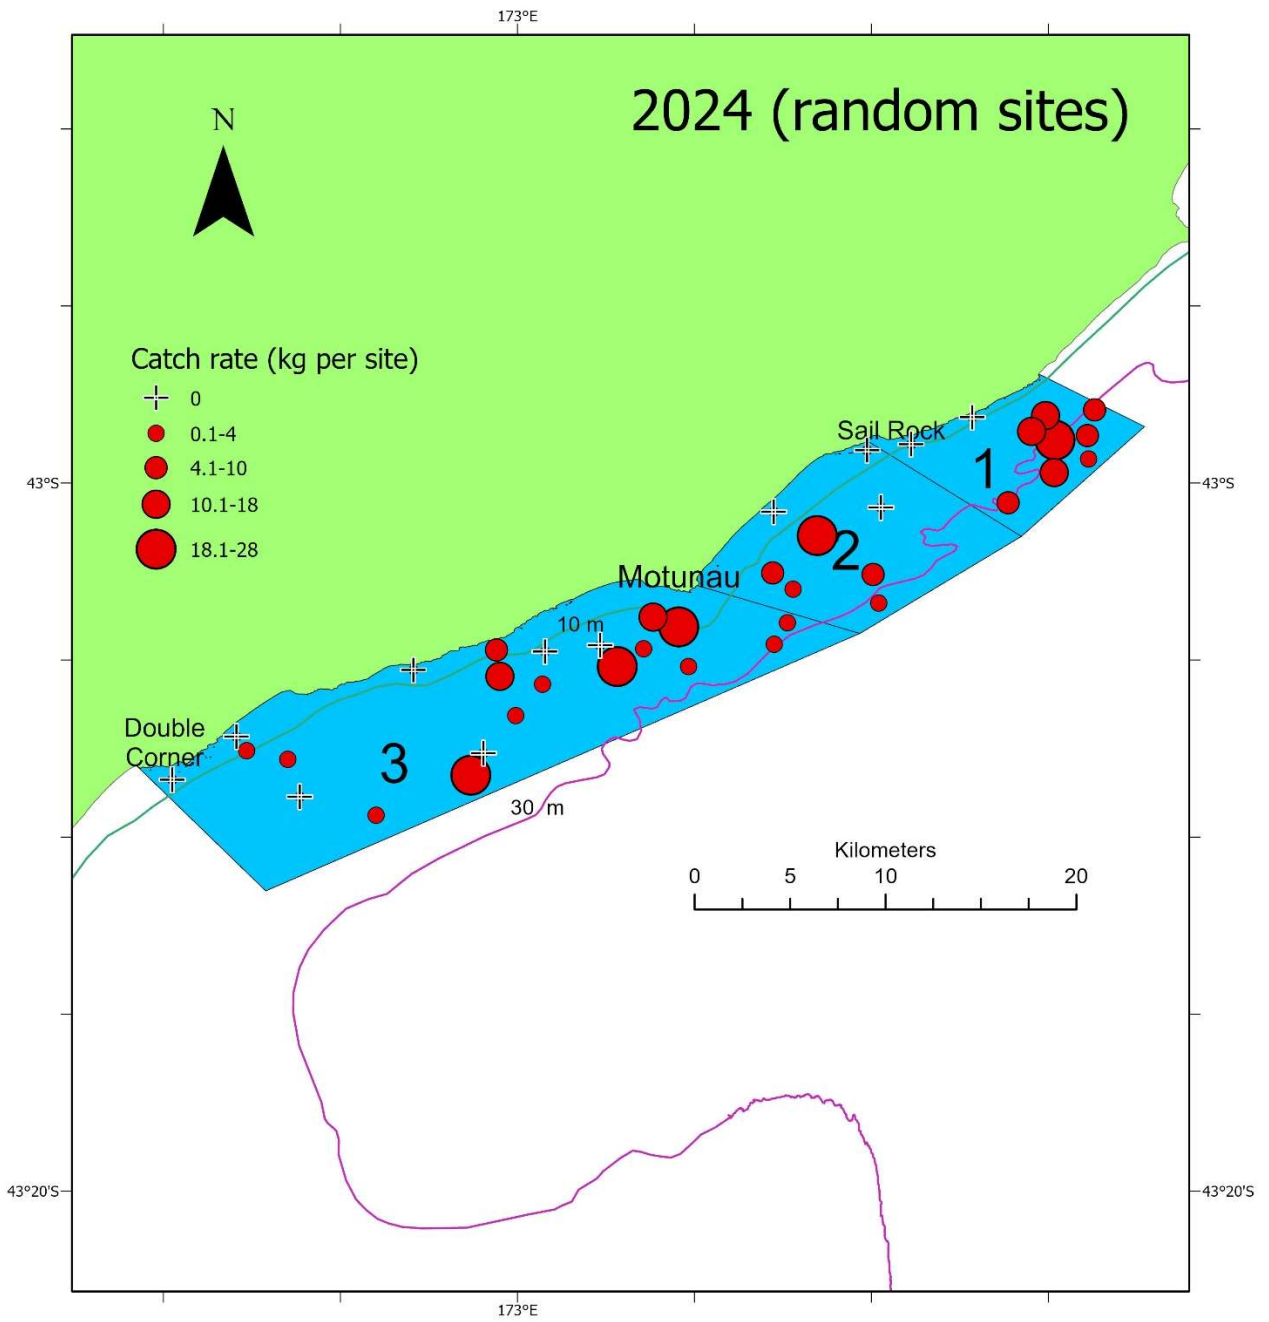 173°E
2024 (random sites)
N
Catch rate (kg per site)
0
0.1-4
4.1-10
10.1-18
18.1-28
Sail Rock
1
43°S
43°S
2
Motunau
10 m
Double
Corner
3
30 m
Kilometers
0 5 10 20
43°20'S
43°20'S
173°E